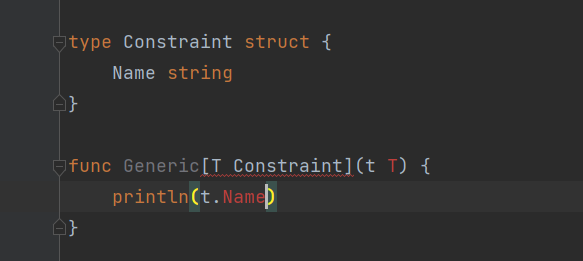 type Constraint struct {
Name string
}
func Generic[T Constraint](t T) {
println(t.Name)
}